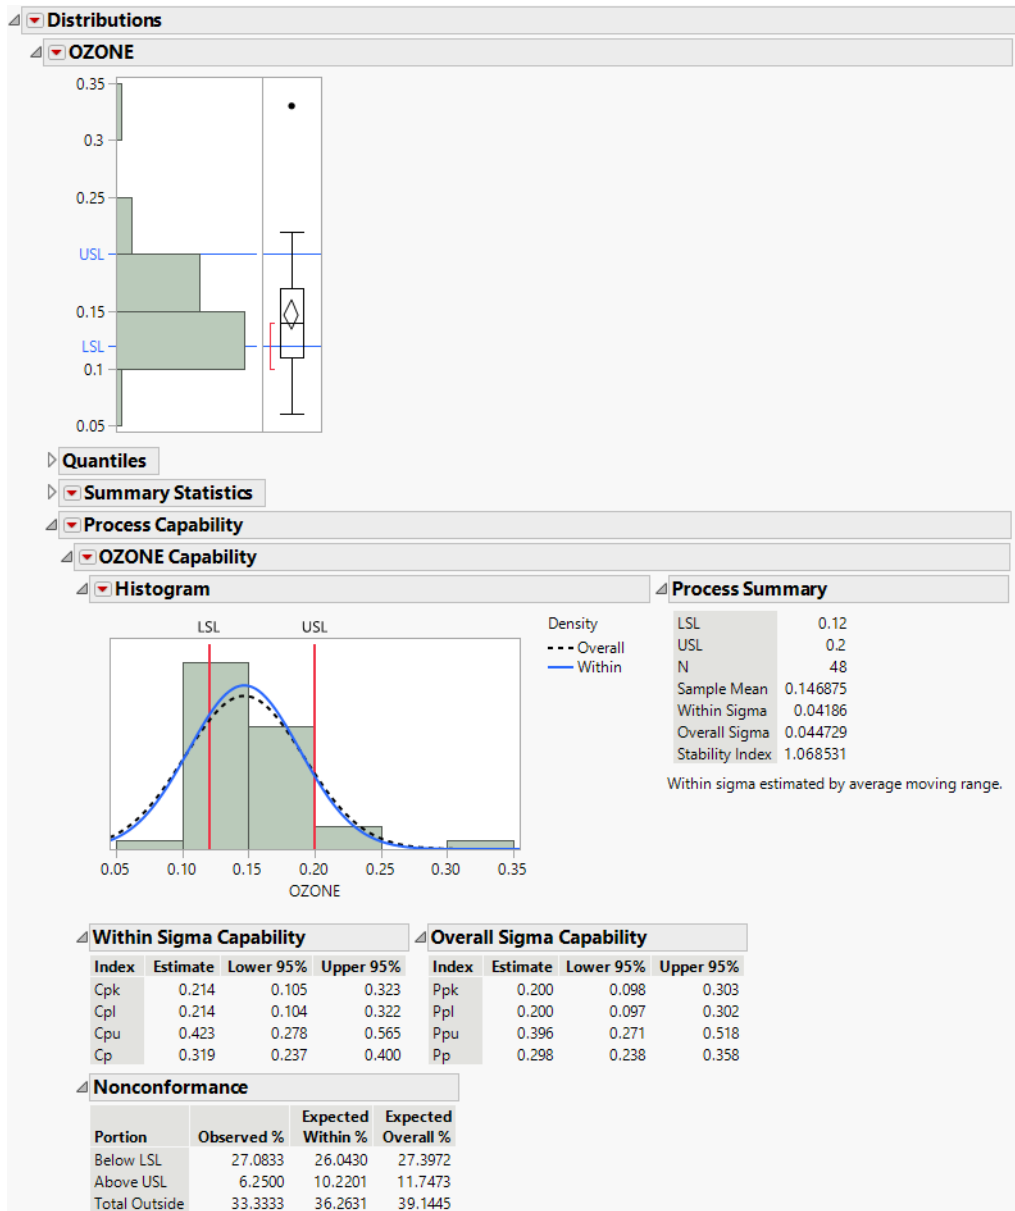 Distributions
OZONE
0.35
0.3
0.25
USL
0.15
LSL
0.1
0.05
Quantiles
Summary Statistics
Process Capability
OZONE Capability
Histogram
LSL USL
0.05 0.10 0.15 0.20 0.25 0.30 0.35
OZONE
Density
Overall
Within
Process Summary
LSL 0.12
USL 0.2
N 48
Sample Mean 0.146875
Within Sigma 0.04186
Overall Sigma 0.044729
Stability Index 1.068531
Within sigma estimated by average moving range.
Within Sigma Capability
Index Estimate Lower 95% Upper 95%
Cpk 0.214 0.105 0.323
Cpl 0.214 0.104 0.322
Cpu 0.423 0.278 0.565
Cp 0.319 0.237 0.400
Overall Sigma Capability
Index Estimate Lower 95% Upper 95%
Ppk 0.200 0.098 0.303
Ppl 0.200 0.097 0.302
Ppu 0.396 0.271 0.518
Pp 0.298 0.238 0.358
Nonconformance
Expected Expected
Portion Observed % Within % Overall %
Below LSL 27.0833 26.0430 27.3972
Above USL 6.2500 10.2201 11.7473
Total Outside 33.3333 36.2631 39.1445